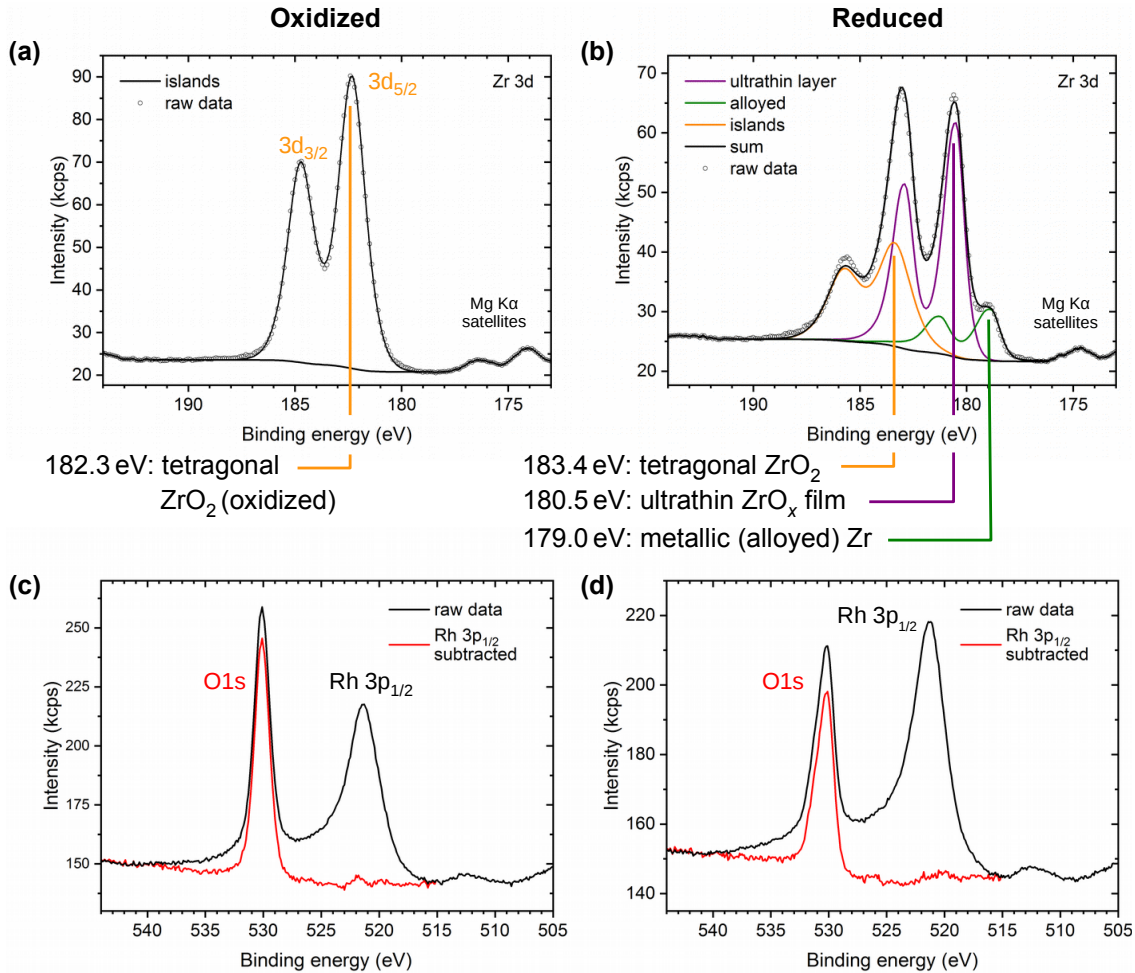 Oxidized
Reduced
(a)
islands
raw data
3d3/2
3d5/2
Zr 3d
Mg Kα
satellites
Intensity (kcps)
90
80
70
60
50
40
30
20
190
185
180
175
Binding energy (eV)
182.3 eV: tetragonal
ZrO2 (oxidized)
(b)
ultrathin layer
alloyed
islands
sum
raw data
Zr 3d
Mg Kα
satellites
Intensity (kcps)
70
60
50
40
30
20
190
185
180
175
Binding energy (eV)
183.4 eV: tetragonal ZrO2
180.5 eV: ultrathin ZrOx film
179.0 eV: metallic (alloyed) Zr
(c)
raw data
Rh 3p1/2
subtracted
O1s
Rh 3p1/2
Intensity (kcps)
250
225
200
175
150
540
535
530
525
520
515
510
505
Binding energy (eV)
(d)
Rh 3p1/2
raw data
Rh 3p1/2
subtracted
O1s
Intensity (kcps)
220
200
180
160
140
540
535
530
525
520
515
510
505
Binding energy (eV)